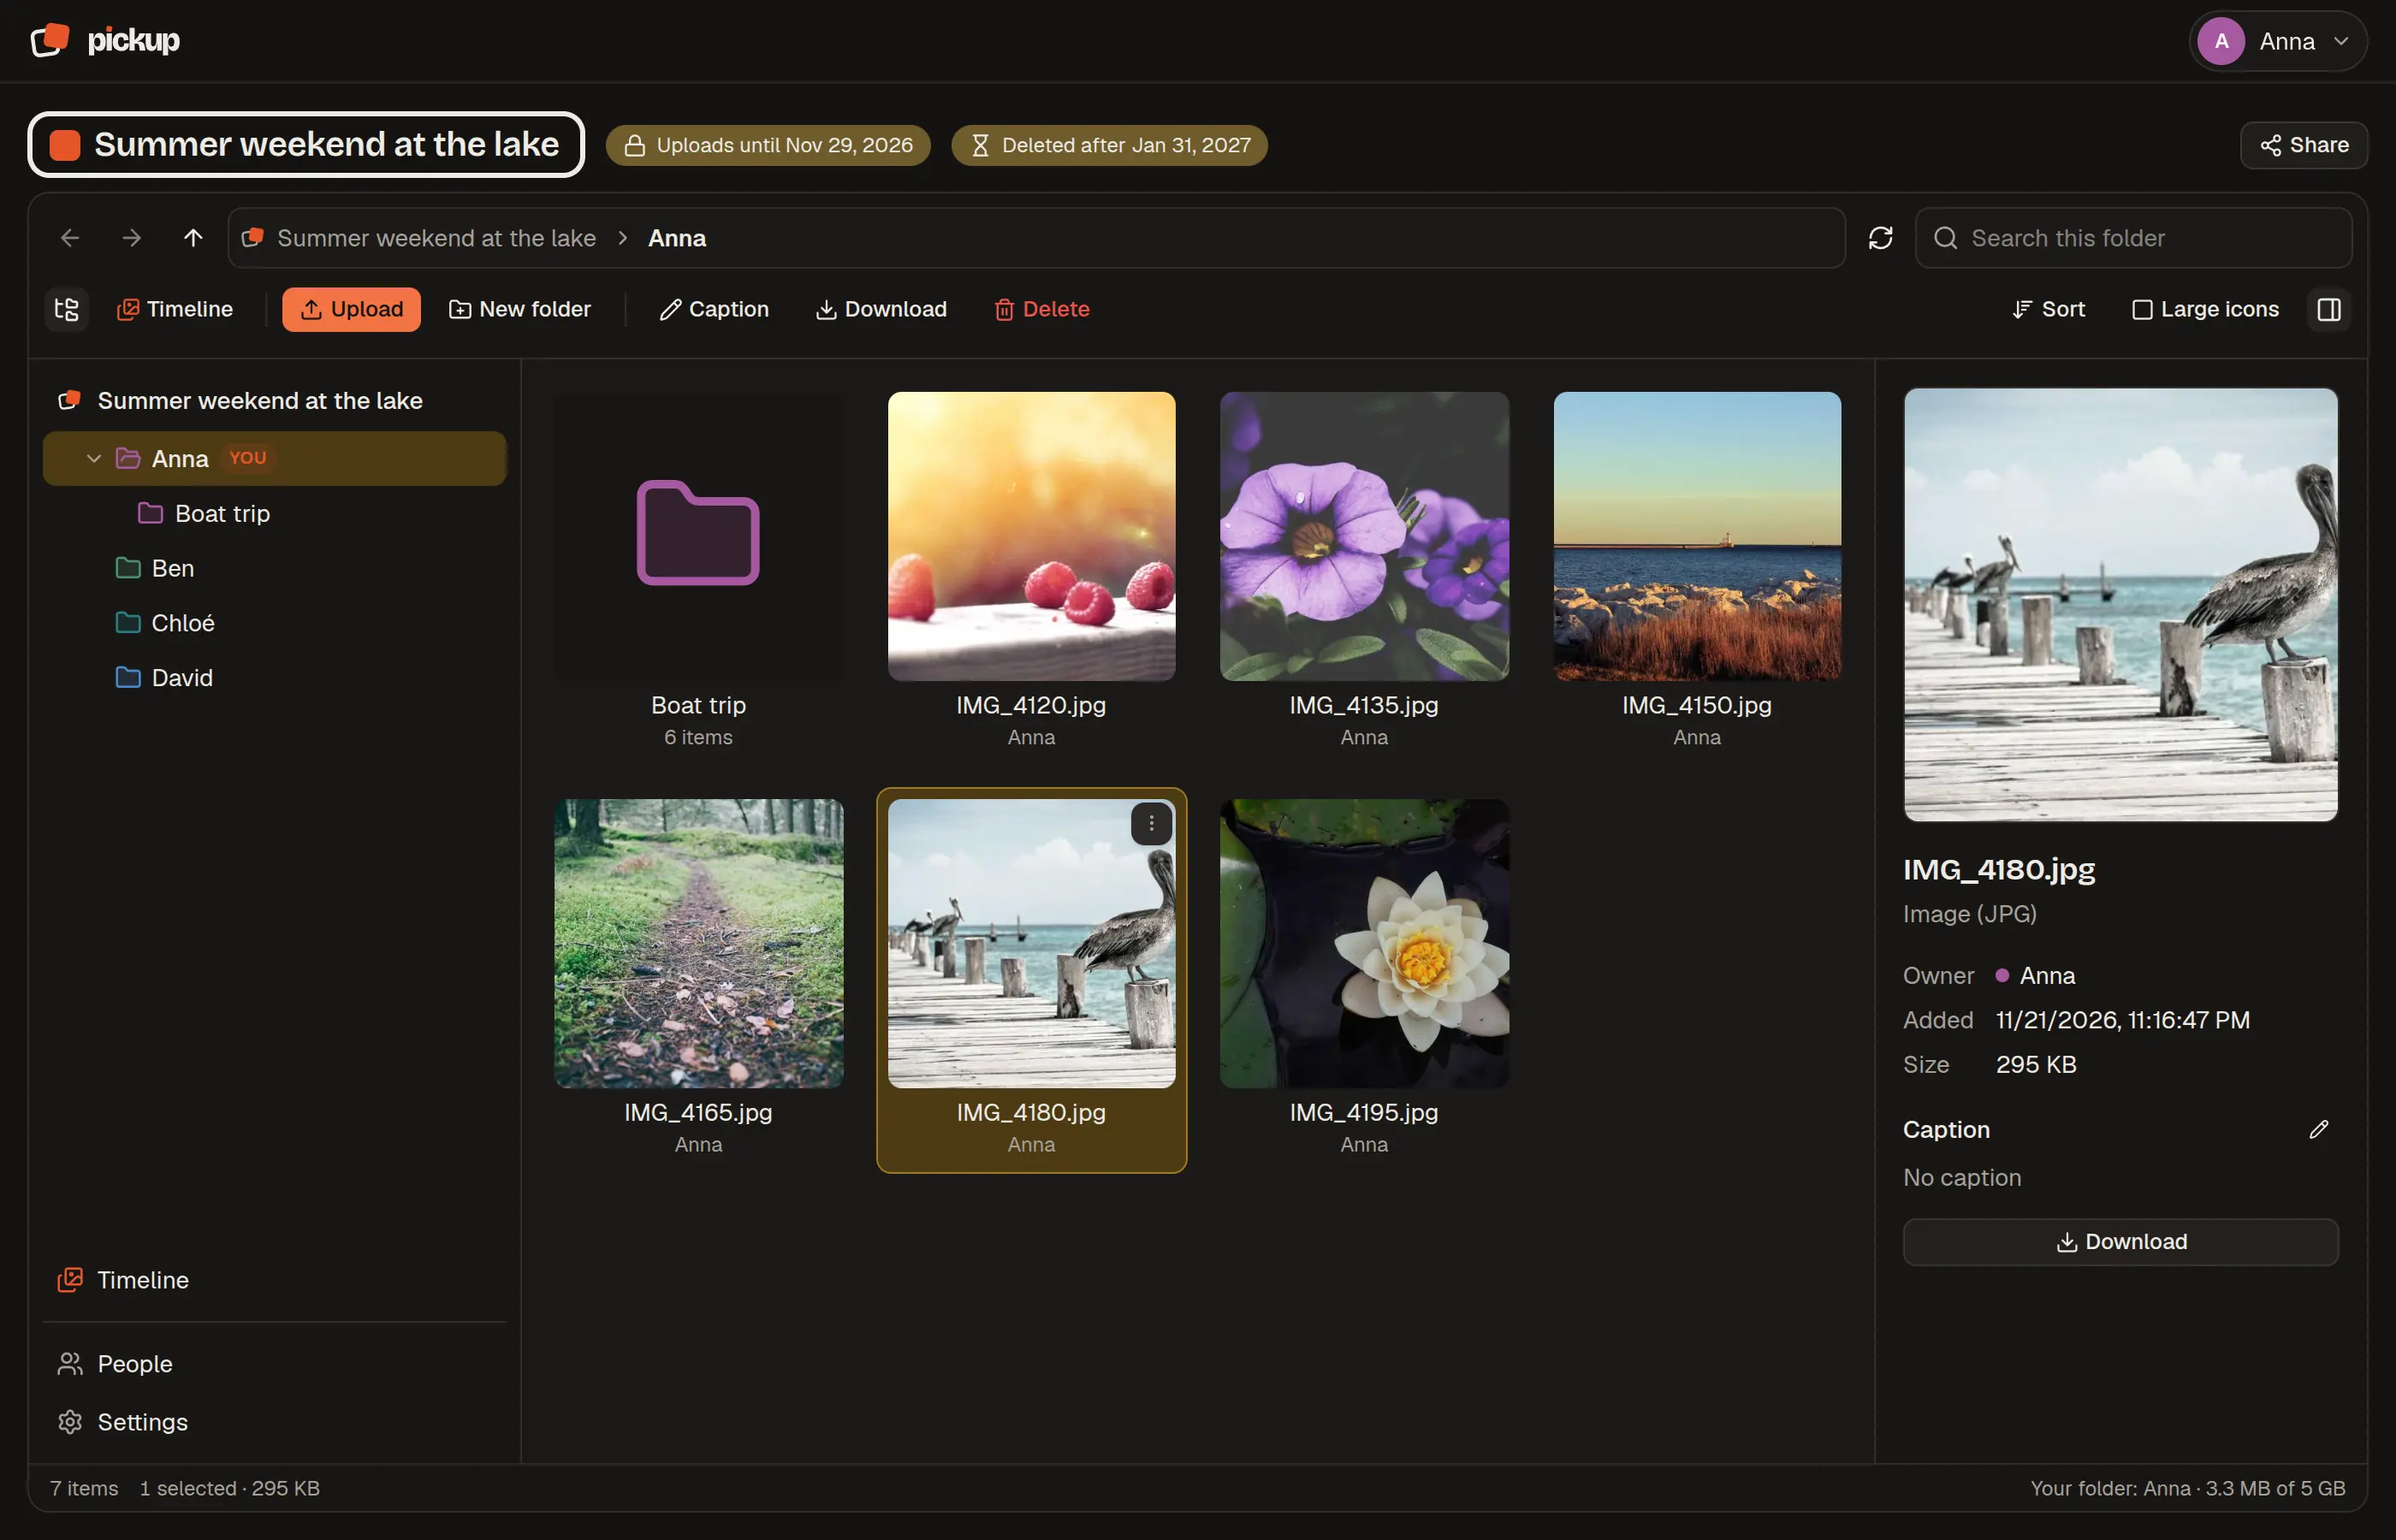 pickup
A Anna
Summer weekend at the lake
Uploads until Nov 29, 2026
Deleted after Jan 31, 2027
Share
Summer weekend at the lake > Anna
Search this folder
Timeline
Upload
New folder
Caption
Download
Delete
Sort
Large icons
Summer weekend at the lake
Anna YOU
Boat trip
Ben
Chloé
David
Timeline
People
Settings
Boat trip
6 items
IMG_4120.jpg
Anna
IMG_4135.jpg
Anna
IMG_4150.jpg
Anna
IMG_4165.jpg
Anna
IMG_4180.jpg
Anna
IMG_4195.jpg
Anna
IMG_4180.jpg
Image (JPG)
Owner Anna
Added 11/21/2026, 11:16:47 PM
Size 295 KB
Caption
No caption
Download
7 items 1 selected · 295 KB
Your folder: Anna · 3.3 MB of 5 GB